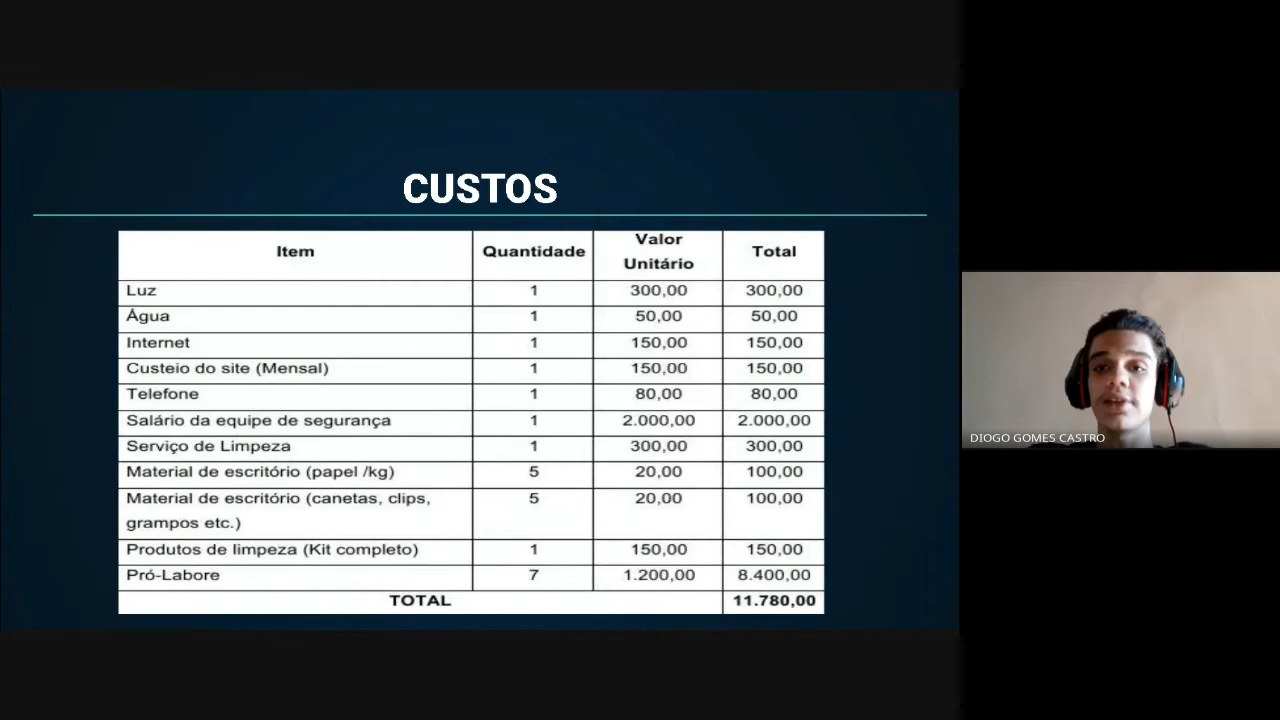 CUSTOS
Item Quantidade Valor Unitário Total
Luz 1 300,00 300,00
Água 1 50,00 50,00
Internet 1 150,00 150,00
Custeio do site (Mensal) 1 150,00 150,00
Telefone 1 80,00 80,00
Salário da equipe de segurança 1 2.000,00 2.000,00
Serviço de Limpeza 1 300,00 300,00
Material de escritório (papel /kg) 5 20,00 100,00
Material de escritório (canetas, clips, 5 20,00 100,00
grampos etc.)
Produtos de limpeza (Kit completo) 1 150,00 150,00
Pró-Labore 7 1.200,00 8.400,00
TOTAL 11.780,00
DIOGO GOMES CASTRO